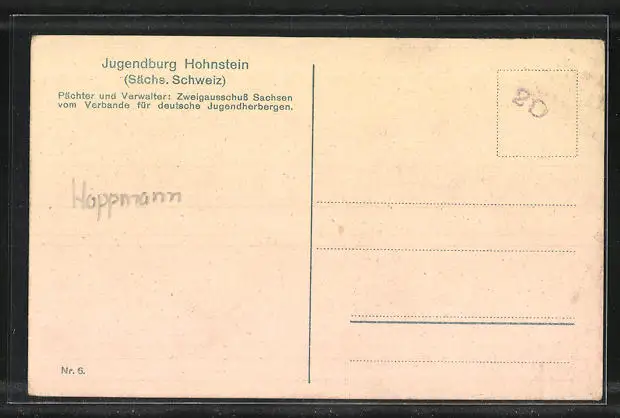 Jugendburg Hohnstein
(Sächs. Schweiz)
Pächter und Verwalter: Zweigausschuß Sachsen
vom Verbande für deutsche Jugendherbergen.
20
Hoppmann
Nr. 6.